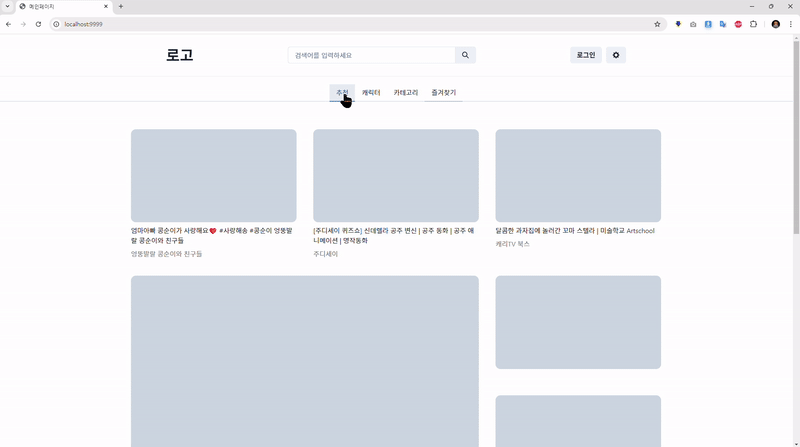 메인페이지
localhost:9999
로고
검색어를 입력하세요
로그인
추천 캐릭터 카테고리 즐겨찾기
엄마아빠 콩순이가 사랑해요❤️ #사랑해송 #콩순이 엉뚱발
랄 콩순이와 친구들
엉뚱발랄 콩순이와 친구들
[주디세이 퀴즈쇼] 신데렐라 공주 변신 | 공주 동화 | 공주 애
니메이션 | 명작동화
주디세이
달콤한 과자집에 놀러간 꼬마 스텔라 | 미술학교 Artschool
캐리TV 북스